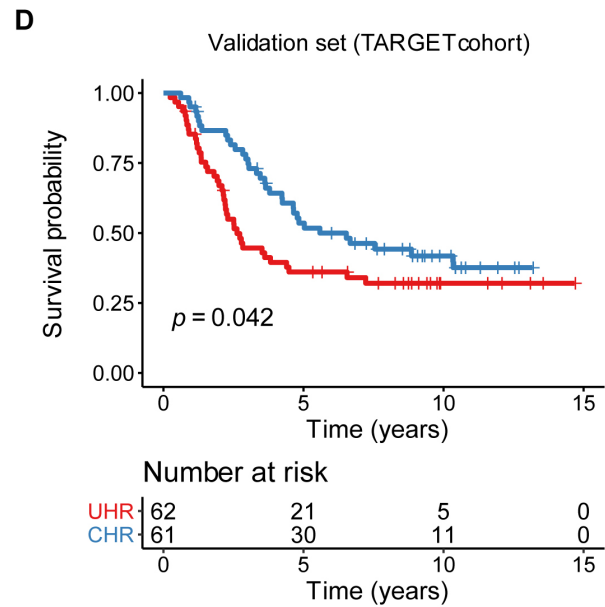 D
Validation set (TARGETcohort)
Survival probability
1.00
0.75
0.50
0.25
0.00
p = 0.042
0 5 10 15
Time (years)
Number at risk
UHR 62 21 5 0
CHR 61 30 11 0
0 5 10 15
Time (years)